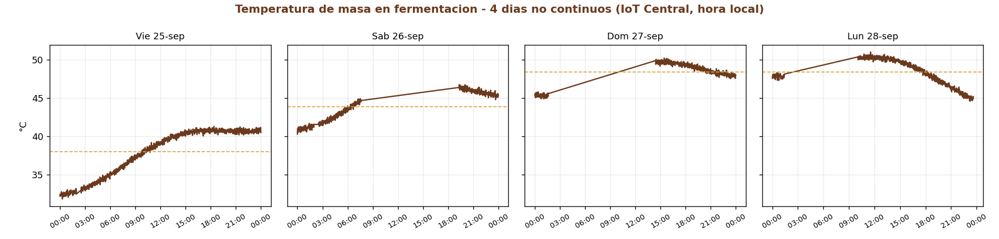 Temperatura de masa en fermentacion - 4 dias no continuos (IoT Central, hora local)
Vie 25-sep
Sab 26-sep
Dom 27-sep
Lun 28-sep
°C
50
45
40
35
00:00 03:00 06:00 09:00 12:00 15:00 18:00 21:00 00:00
00:00 03:00 06:00 09:00 12:00 15:00 18:00 21:00 00:00
00:00 03:00 06:00 09:00 12:00 15:00 18:00 21:00 00:00
00:00 03:00 06:00 09:00 12:00 15:00 18:00 21:00 00:00